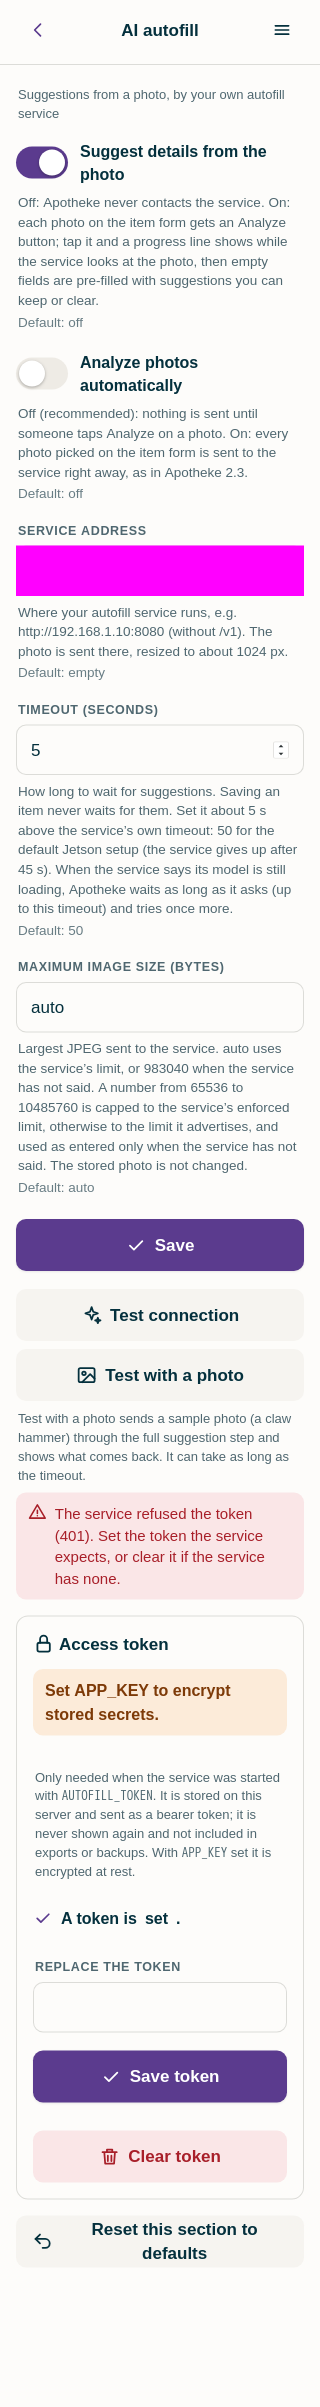 AI autofill
Suggestions from a photo, by your own autofill
service
Suggest details from the
photo
Off: Apotheke never contacts the service. On:
each photo on the item form gets an Analyze
button; tap it and a progress line shows while
the service looks at the photo, then empty
fields are pre-filled with suggestions you can
keep or clear.
Default: off
Analyze photos
automatically
Off (recommended): nothing is sent until
someone taps Analyze on a photo. On: every
photo picked on the item form is sent to the
service right away, as in Apotheke 2.3.
Default: off
SERVICE ADDRESS
Where your autofill service runs, e.g.
http://192.168.1.10:8080 (without /v1). The
photo is sent there, resized to about 1024 px.
Default: empty
TIMEOUT (SECONDS)
5
How long to wait for suggestions. Saving an
item never waits for them. Set it about 5 s
above the service’s own timeout: 50 for the
default Jetson setup (the service gives up after
45 s). When the service says its model is still
loading, Apotheke waits as long as it asks (up
to this timeout) and tries once more.
Default: 50
MAXIMUM IMAGE SIZE (BYTES)
auto
Largest JPEG sent to the service. auto uses
the service’s limit, or 983040 when the service
has not said. A number from 65536 to
10485760 is capped to the service’s enforced
limit, otherwise to the limit it advertises, and
used as entered only when the service has not
said. The stored photo is not changed.
Default: auto
Save
Test connection
Test with a photo
Test with a photo sends a sample photo (a claw
hammer) through the full suggestion step and
shows what comes back. It can take as long as
the timeout.
The service refused the token
(401). Set the token the service
expects, or clear it if the service
has none.
Access token
Set APP_KEY to encrypt
stored secrets.
Only needed when the service was started
with AUTOFILL_TOKEN. It is stored on this
server and sent as a bearer token; it is
never shown again and not included in
exports or backups. With APP_KEY set it is
encrypted at rest.
A token is set .
REPLACE THE TOKEN
Save token
Clear token
Reset this section to
defaults